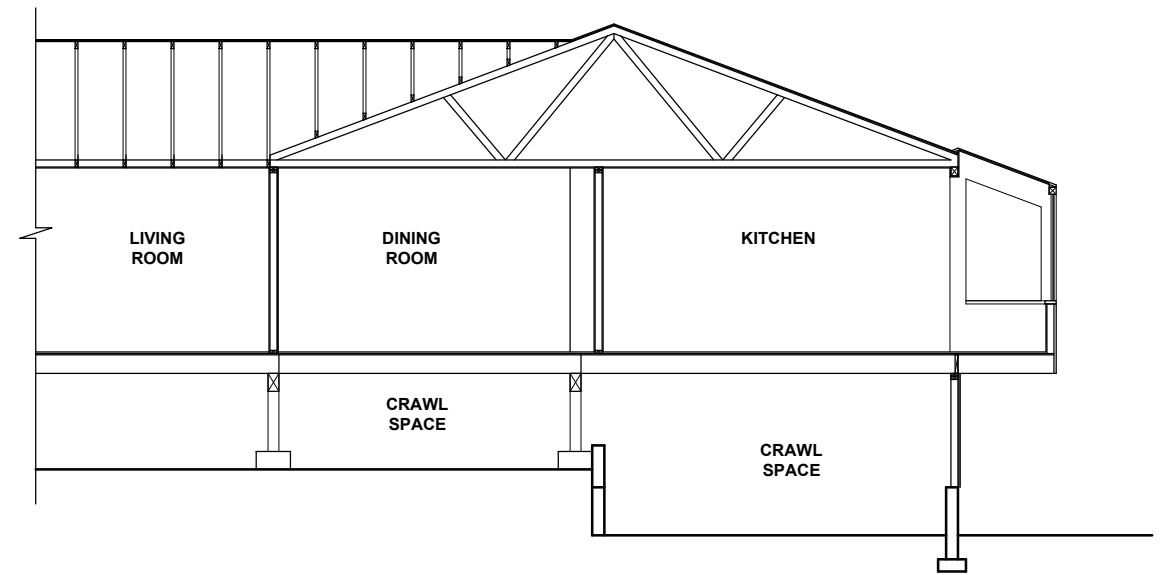 LIVING
ROOM
DINING
ROOM
KITCHEN
CRAWL
SPACE
CRAWL
SPACE